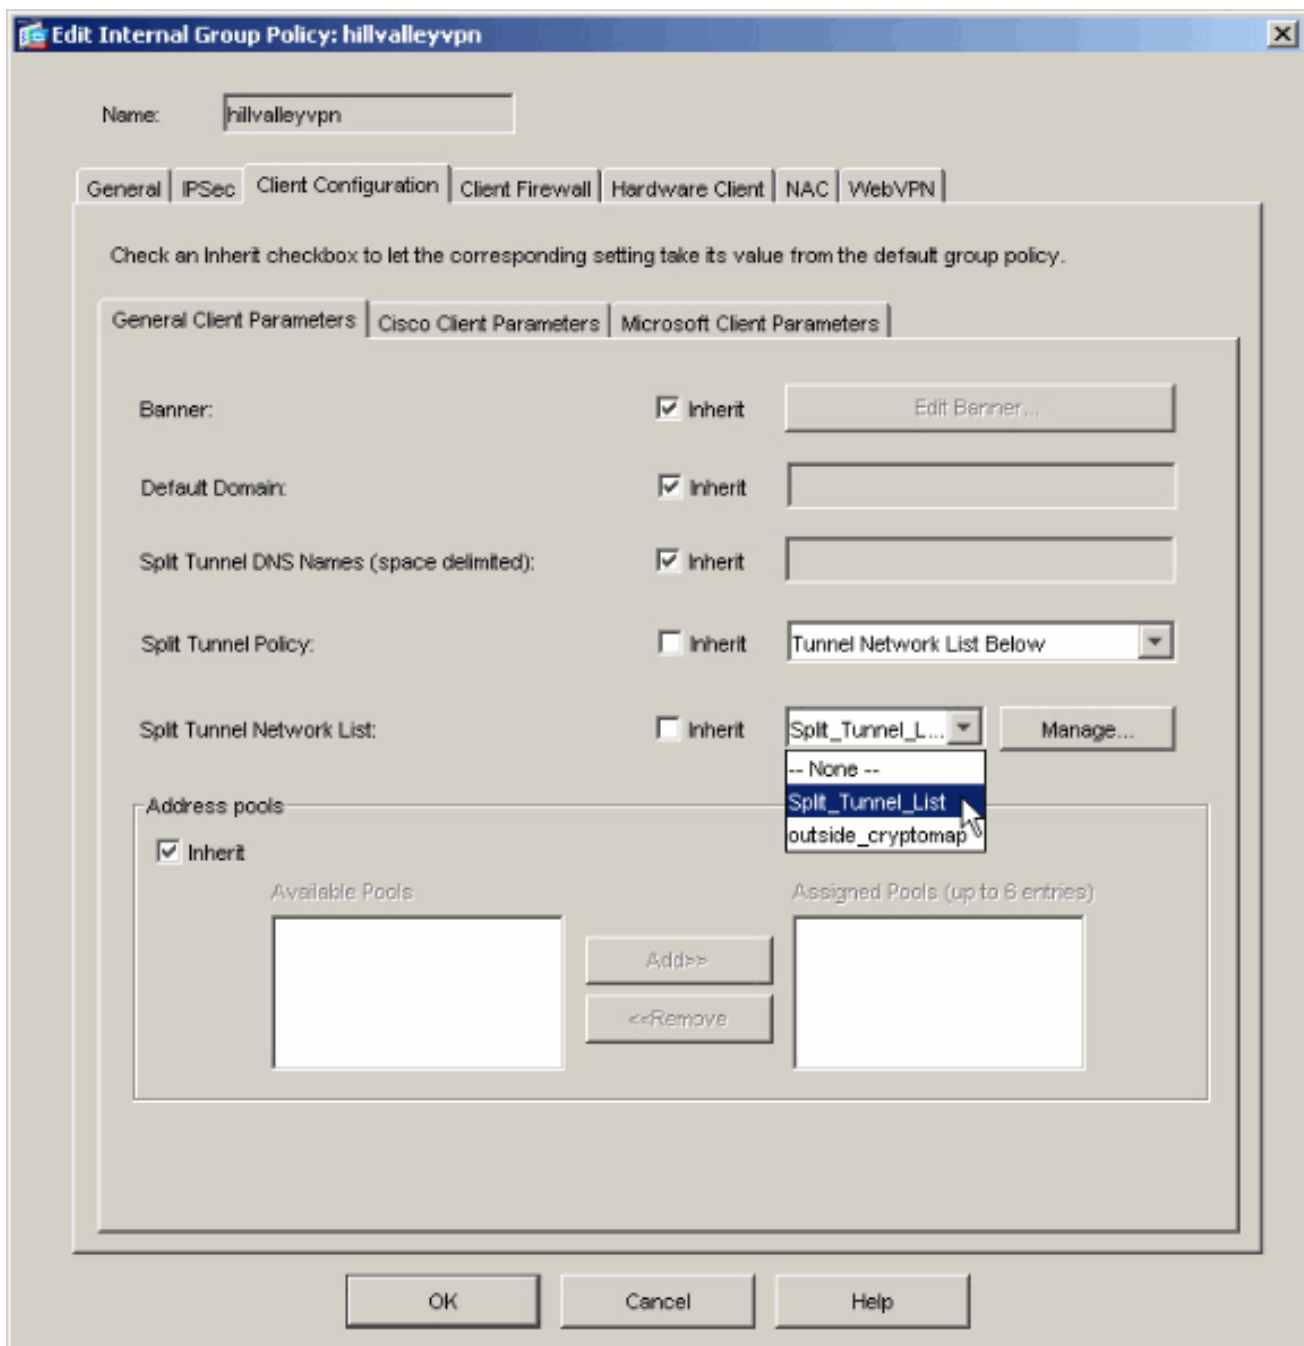 Edit Internal Group Policy: hillvalleyvpn
Name: hillvalleyvpn
General IPSec Client Configuration Client Firewall Hardware Client NAC WebVPN
Check an Inherit checkbox to let the corresponding setting take its value from the default group policy.
General Client Parameters Cisco Client Parameters Microsoft Client Parameters
Banner: Inherit Edit Banner...
Default Domain: Inherit
Split Tunnel DNS Names (space delimited): Inherit
Split Tunnel Policy: Inherit Tunnel Network List Below
Split Tunnel Network List: Inherit Split_Tunnel_L... Manage...
-- None --
Split_Tunnel_List
outside_cryptomap
Address pools
Inherit
Available Pools Assigned Pools (up to 6 entries)
Add>>
<<Remove
OK Cancel Help